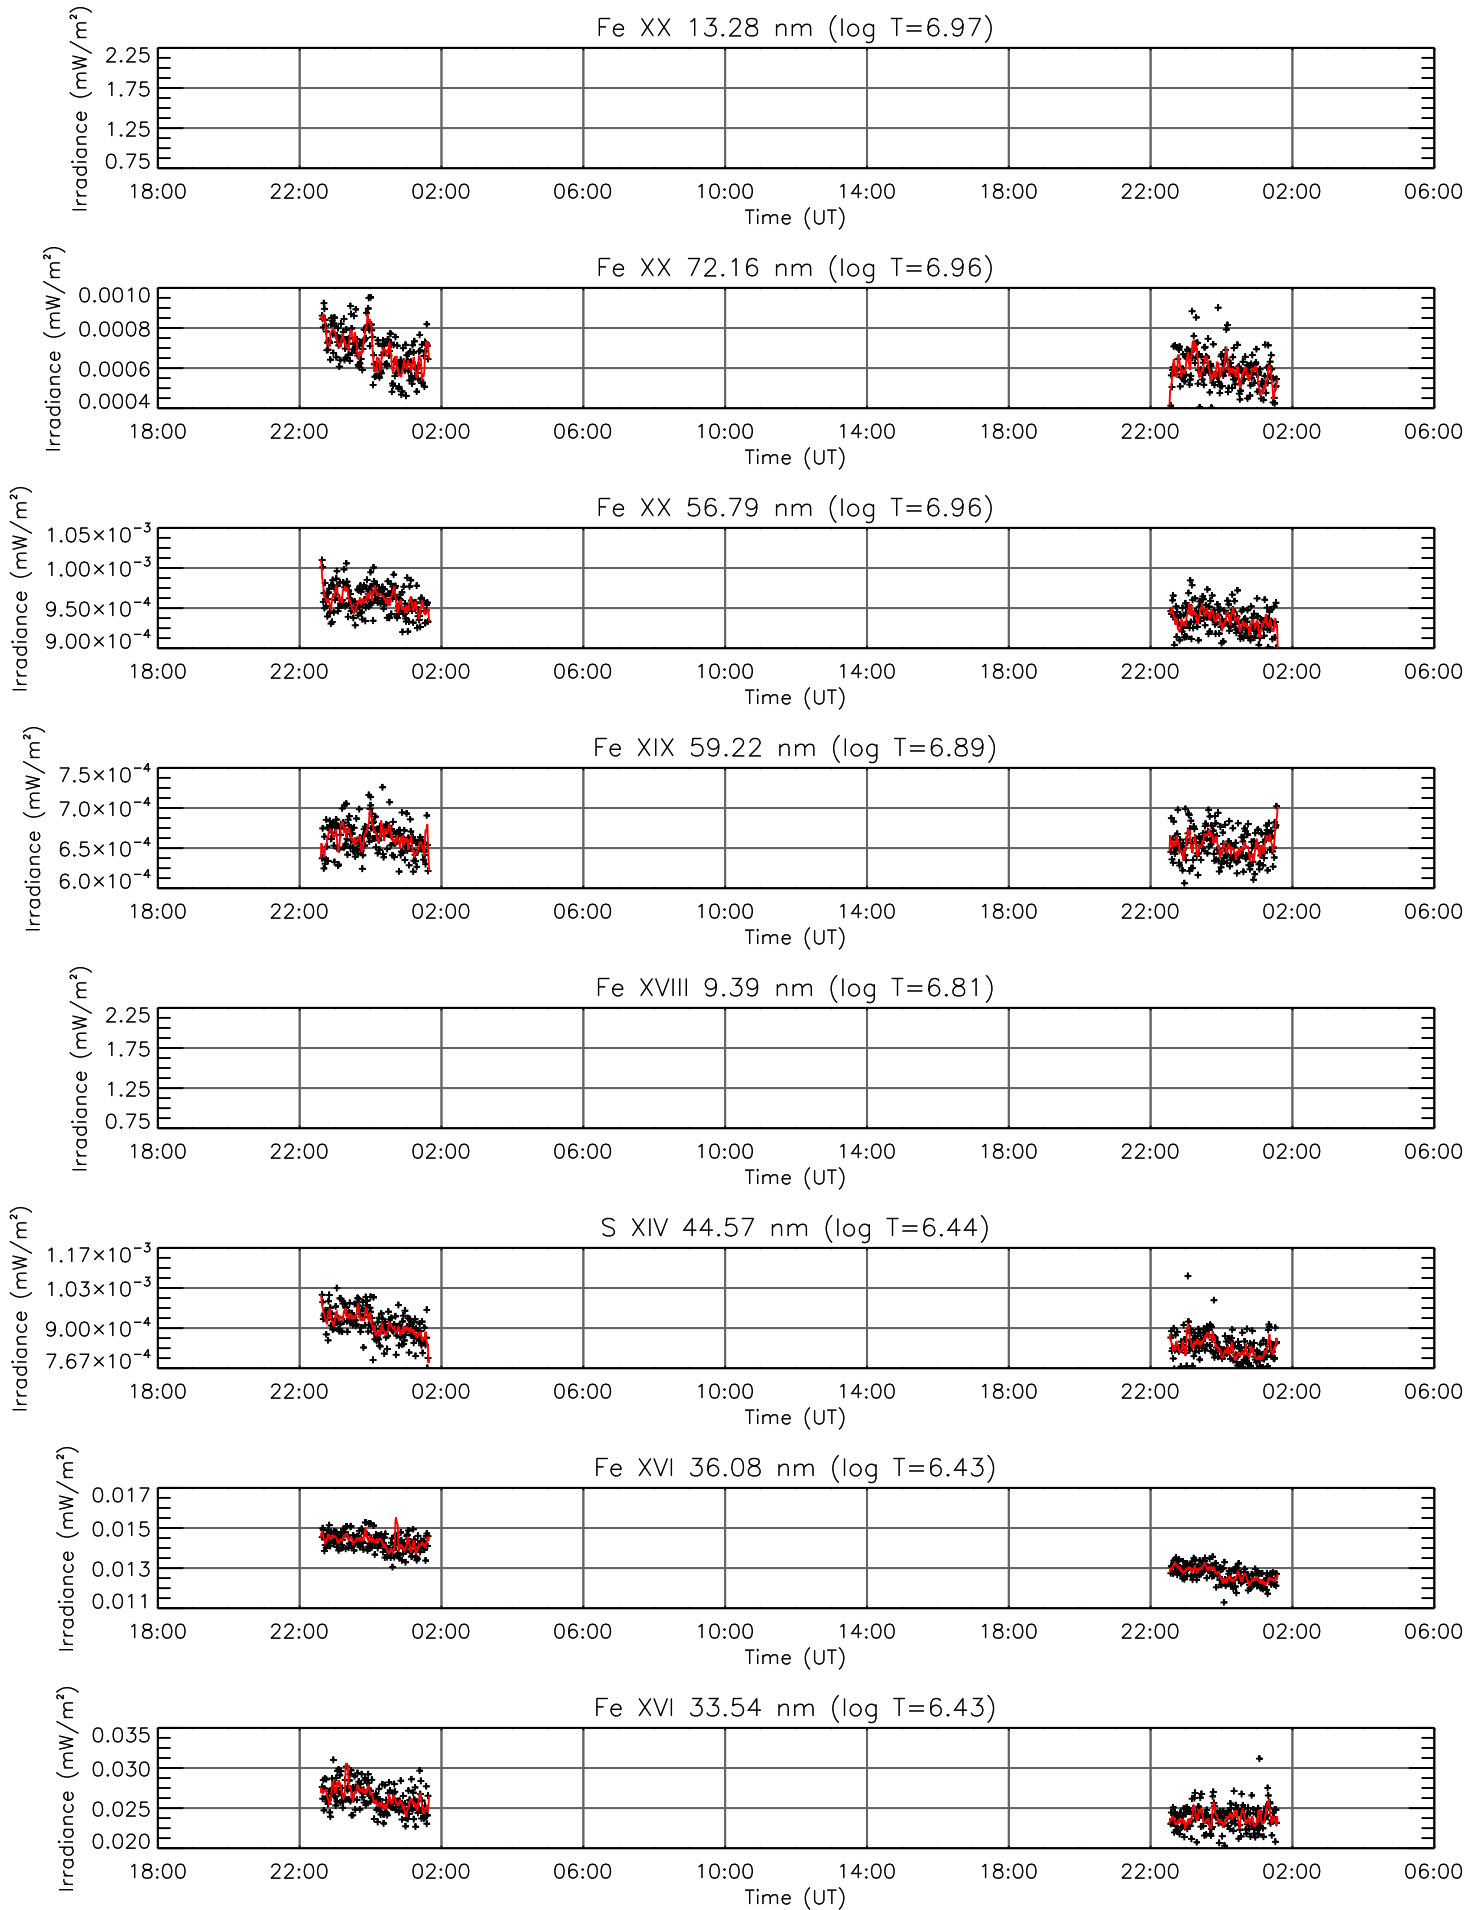 Fe XX 13.28 nm (log T=6.97)
Irradiance (mW/m²)
2.25
1.75
1.25
0.75
18:00 22:00 02:00 06:00 10:00 14:00 18:00 22:00 02:00 06:00
Time (UT)
Fe XX 72.16 nm (log T=6.96)
Irradiance (mW/m²)
0.0010
0.0008
0.0006
0.0004
18:00 22:00 02:00 06:00 10:00 14:00 18:00 22:00 02:00 06:00
Time (UT)
Fe XX 56.79 nm (log T=6.96)
Irradiance (mW/m²)
1.05×10⁻³
1.00×10⁻³
9.50×10⁻⁴
9.00×10⁻⁴
18:00 22:00 02:00 06:00 10:00 14:00 18:00 22:00 02:00 06:00
Time (UT)
Fe XIX 59.22 nm (log T=6.89)
Irradiance (mW/m²)
7.5×10⁻⁴
7.0×10⁻⁴
6.5×10⁻⁴
6.0×10⁻⁴
18:00 22:00 02:00 06:00 10:00 14:00 18:00 22:00 02:00 06:00
Time (UT)
Fe XVIII 9.39 nm (log T=6.81)
Irradiance (mW/m²)
2.25
1.75
1.25
0.75
18:00 22:00 02:00 06:00 10:00 14:00 18:00 22:00 02:00 06:00
Time (UT)
S XIV 44.57 nm (log T=6.44)
Irradiance (mW/m²)
1.17×10⁻³
1.03×10⁻³
9.00×10⁻⁴
7.67×10⁻⁴
18:00 22:00 02:00 06:00 10:00 14:00 18:00 22:00 02:00 06:00
Time (UT)
Fe XVI 36.08 nm (log T=6.43)
Irradiance (mW/m²)
0.017
0.015
0.013
0.011
18:00 22:00 02:00 06:00 10:00 14:00 18:00 22:00 02:00 06:00
Time (UT)
Fe XVI 33.54 nm (log T=6.43)
Irradiance (mW/m²)
0.035
0.030
0.025
0.020
18:00 22:00 02:00 06:00 10:00 14:00 18:00 22:00 02:00 06:00
Time (UT)